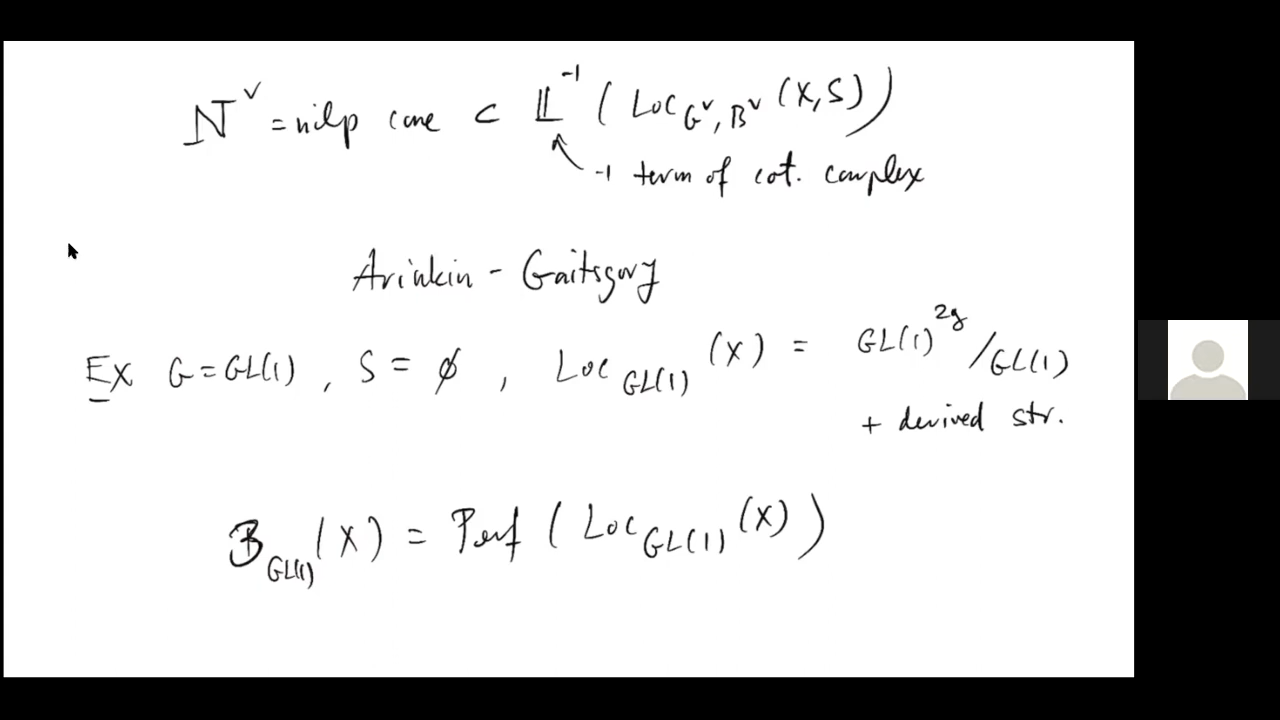 N^∨ = nilp cone ⊂ 𝕃^{-1} ( Loc_{G^∨, B^∨} (X, S) )
-1 term of cot. complex
Arinkin - Gaitsgory
Ex G = GL(1) , S = ∅ , Loc_{GL(1)} (X) = GL(1)^{2g} / GL(1)
+ derived str.
B_{GL(1)} (X) = Perf ( Loc_{GL(1)} (X) )